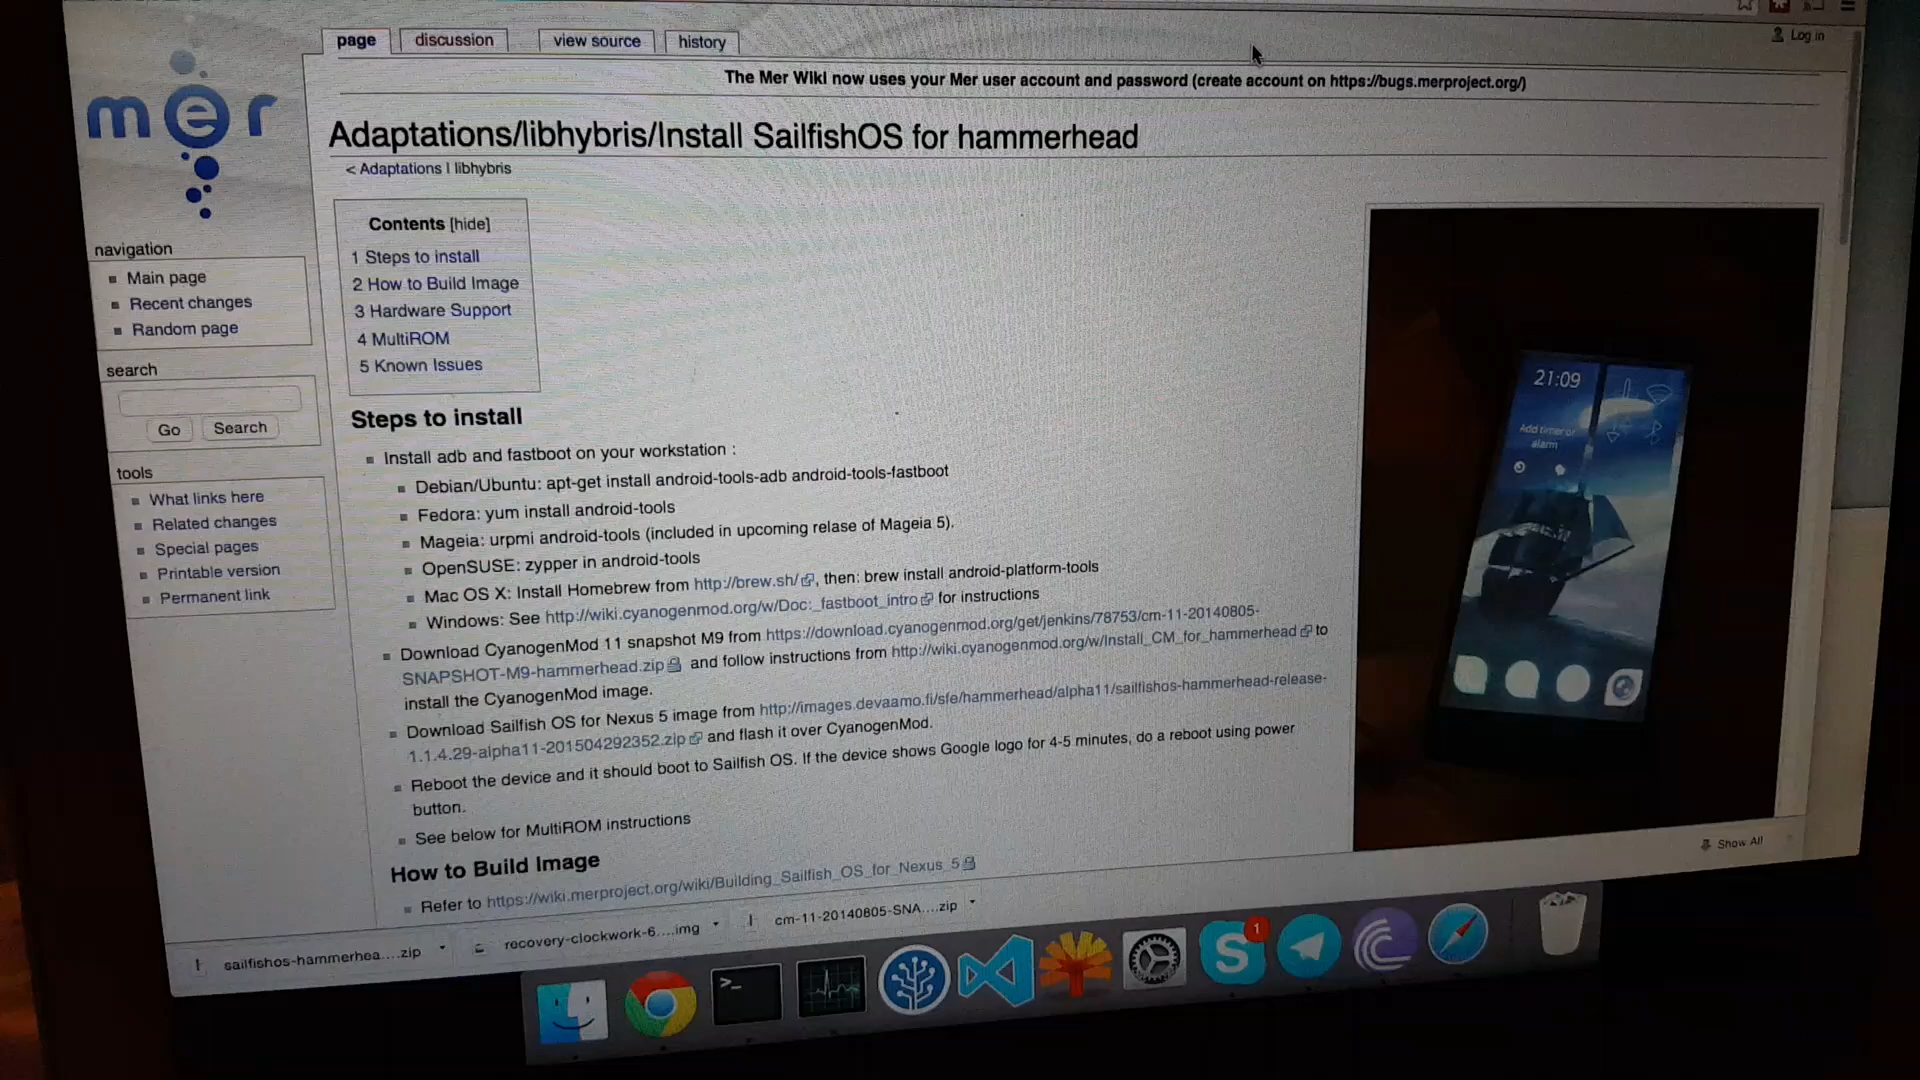 page discussion view source history
Log in
The Mer Wiki now uses your Mer user account and password (create account on https://bugs.merproject.org/)
mer
Adaptations/libhybris/Install SailfishOS for hammerhead
< Adaptations | libhybris
Contents [hide]
1 Steps to install
2 How to Build Image
3 Hardware Support
4 MultiROM
5 Known Issues
navigation
Main page
Recent changes
Random page
search
Go Search
tools
What links here
Related changes
Special pages
Printable version
Permanent link
Steps to install
Install adb and fastboot on your workstation :
Debian/Ubuntu: apt-get install android-tools-adb android-tools-fastboot
Fedora: yum install android-tools
Mageia: urpmi android-tools (included in upcoming relase of Mageia 5).
OpenSUSE: zypper in android-tools
Mac OS X: Install Homebrew from http://brew.sh/, then: brew install android-platform-tools
Windows: See http://wiki.cyanogenmod.org/w/Doc:_fastboot_intro for instructions
Download CyanogenMod 11 snapshot M9 from https://download.cyanogenmod.org/get/jenkins/78753/cm-11-20140805-
SNAPSHOT-M9-hammerhead.zip and follow instructions from http://wiki.cyanogenmod.org/w/Install_CM_for_hammerhead to
install the CyanogenMod image.
Download Sailfish OS for Nexus 5 image from http://images.devaamo.fi/sfe/hammerhead/alpha11/sailfishos-hammerhead-release-
1.1.4.29-alpha11-201504292352.zip and flash it over CyanogenMod.
Reboot the device and it should boot to Sailfish OS. If the device shows Google logo for 4-5 minutes, do a reboot using power
button.
See below for MultiROM instructions
How to Build Image
Refer to https://wiki.merproject.org/wiki/Building_Sailfish_OS_for_Nexus_5
21:09
Add timer or
alarm
Show All
sailfishos-hammerhea....zip
recovery-clockwork-6....img
cm-11-20140805-SNA....zip
>_
S
1